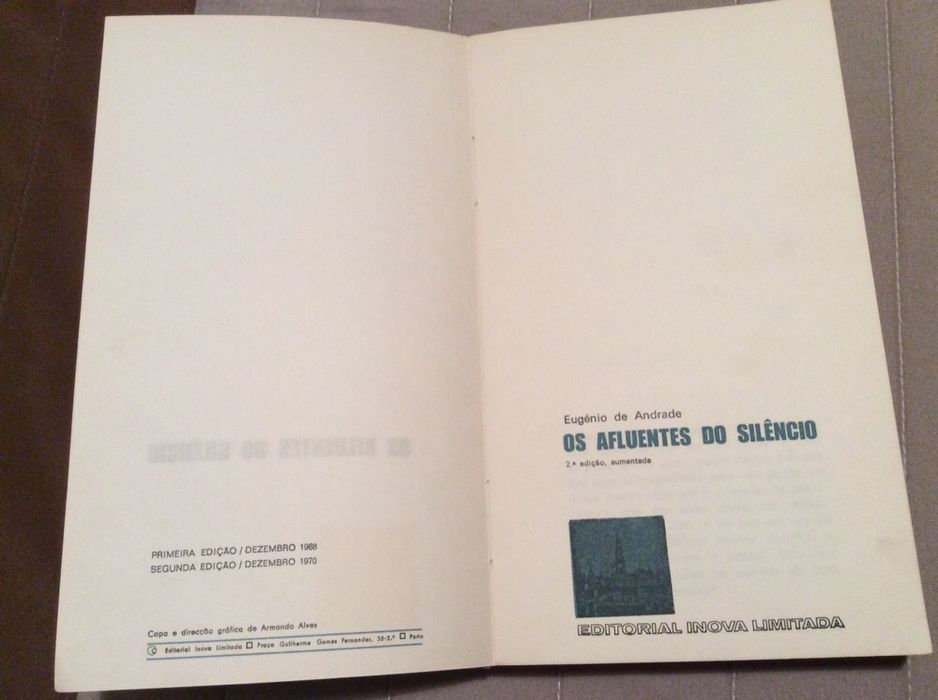 PRIMEIRA EDIÇÃO / DEZEMBRO 1968
SEGUNDA EDIÇÃO / DEZEMBRO 1970
Capa e direcção gráfica de Armando Alves
© Editorial Inova Limitada □ Praça Guilherme Gomes Fernandes, 38-2.º □ Porto
Eugénio de Andrade
OS AFLUENTES DO SILÊNCIO
2.ª edição, aumentada
EDITORIAL INOVA LIMITADA